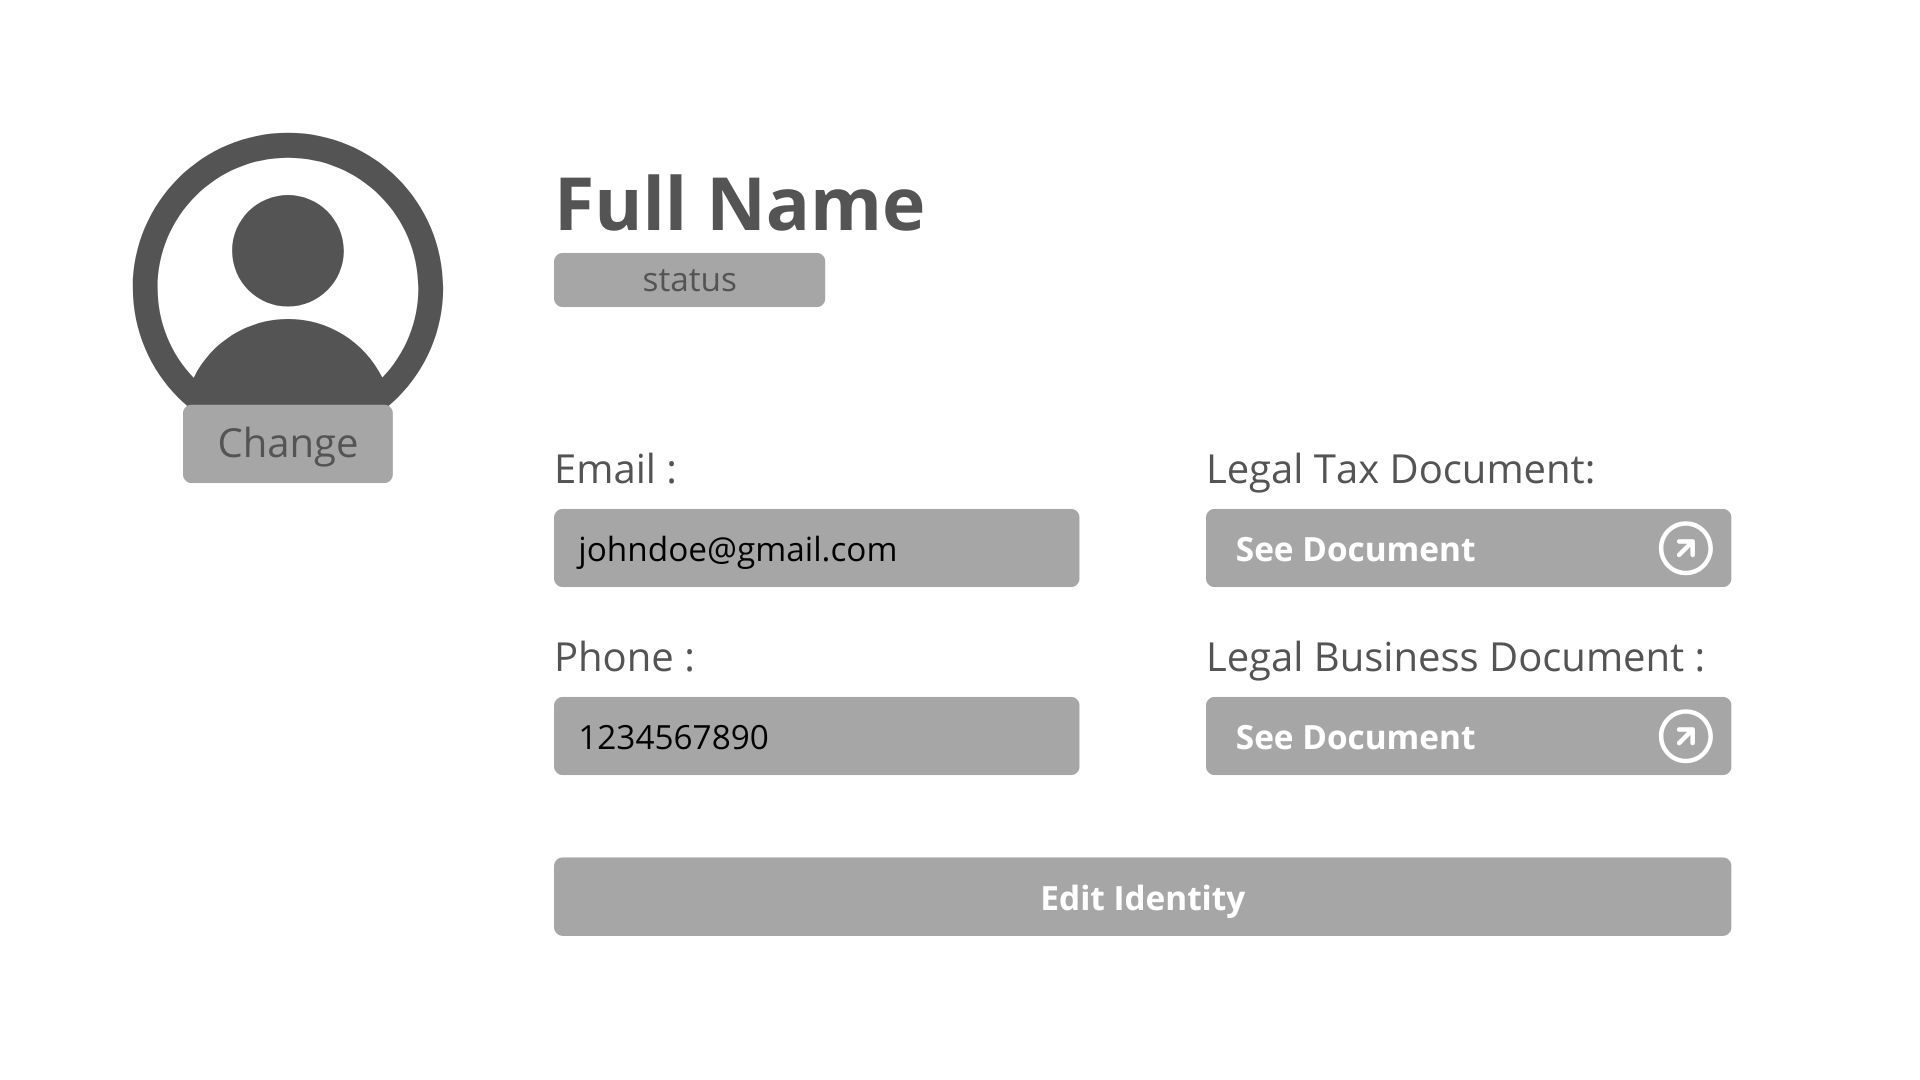 Full Name
status
Change
Email :
johndoe@gmail.com
Phone :
1234567890
Legal Tax Document:
See Document
Legal Business Document :
See Document
Edit Identity